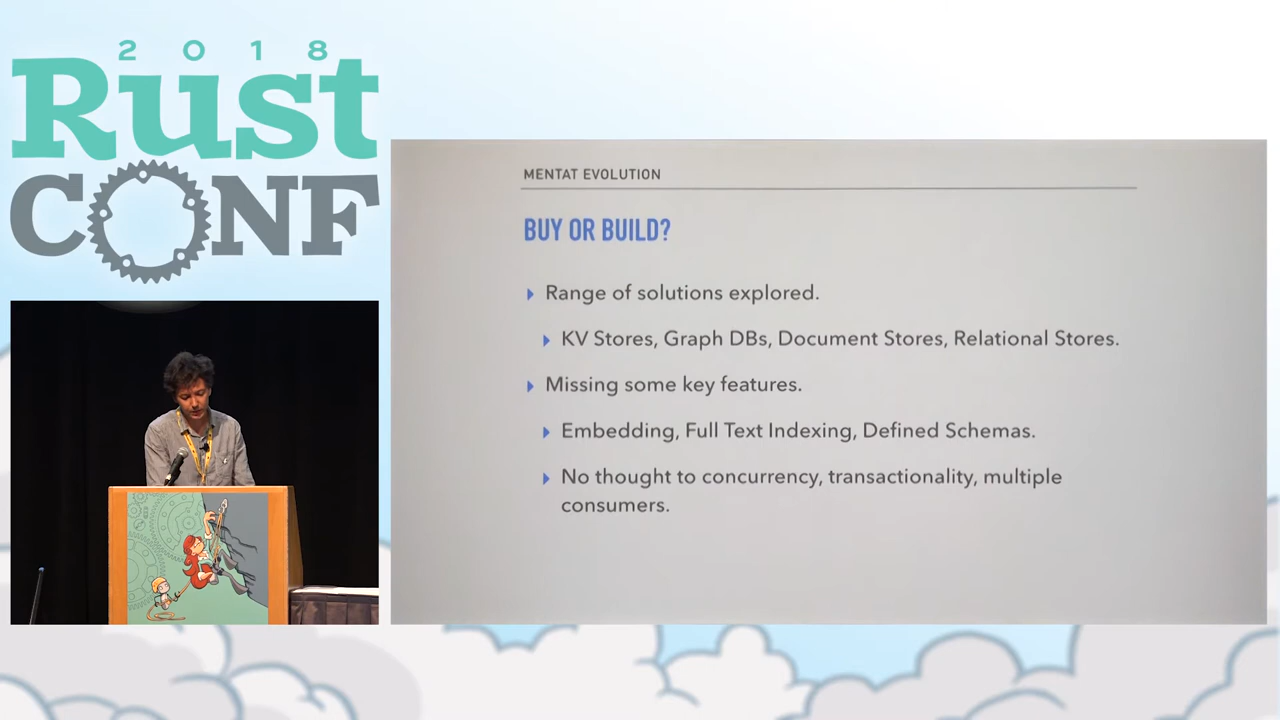 2018
Rust
CONF
MENTAT EVOLUTION
BUY OR BUILD?
Range of solutions explored.
KV Stores, Graph DBs, Document Stores, Relational Stores.
Missing some key features.
Embedding, Full Text Indexing, Defined Schemas.
No thought to concurrency, transactionality, multiple
consumers.